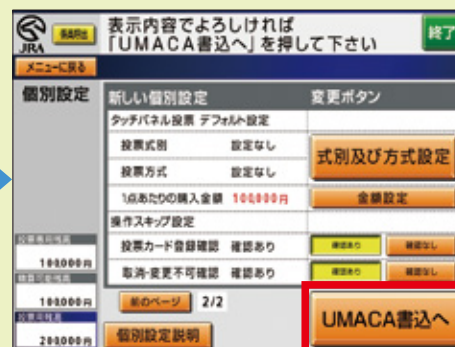 JRA
表示内容でよろしければ
「UMACA書込へ」を押して下さい
終了
メニューに戻る
個別設定
新しい個別設定
変更ボタン
タッチパネル投票 デフォルト設定
投票式別 設定なし
投票方式 設定なし
式別及び方式設定
1点あたりの購入金額 100,000円
金額設定
操作スキップ設定
投票カード登録確認 確認あり
確認あり
確認なし
取消・変更不可確認 確認あり
確認あり
確認なし
100,000円
100,000円
200,000円
前のページ
2/2
個別設定説明
UMACA書込へ